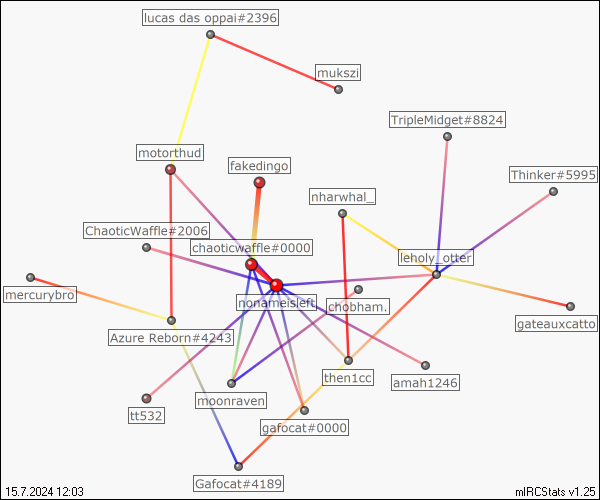 lucas das oppai#2396
mukszi
TripleMidget#8824
motorthud
fakedingo
Thinker#5995
nharwhal_
ChaoticWaffle#2006
chaoticwaffle#0000
leholy_otter
mercurybro
nonameisleft
chobham.
gateauxcatto
Azure Reborn#4243
then1cc
amah1246
moonraven
tt532
gafocat#0000
Gafocat#4189
15.7.2024 12:03
mIRCStats v1.25